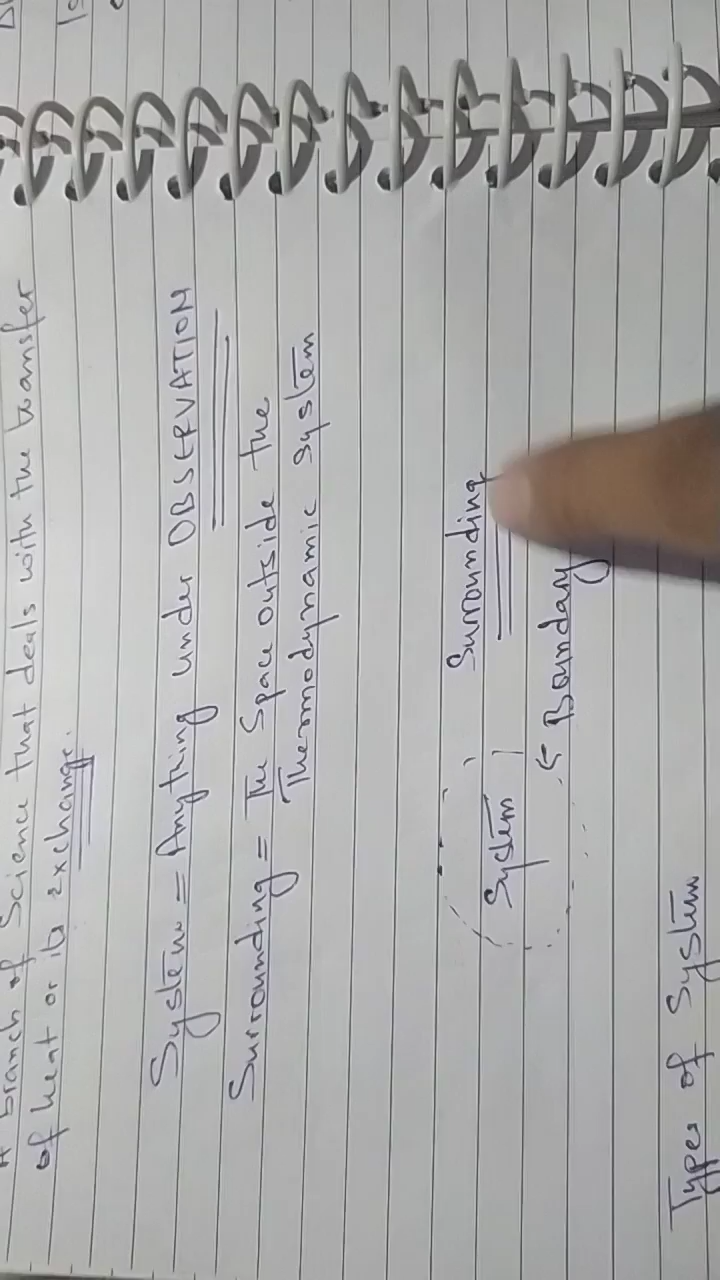 A branch of Science that deals with the transfer
of heat or its exchange.
System = Anything under OBSERVATION
Surrounding = The Space outside the
Thermodynamic System
Surrounding
System
← Boundary
Types of System